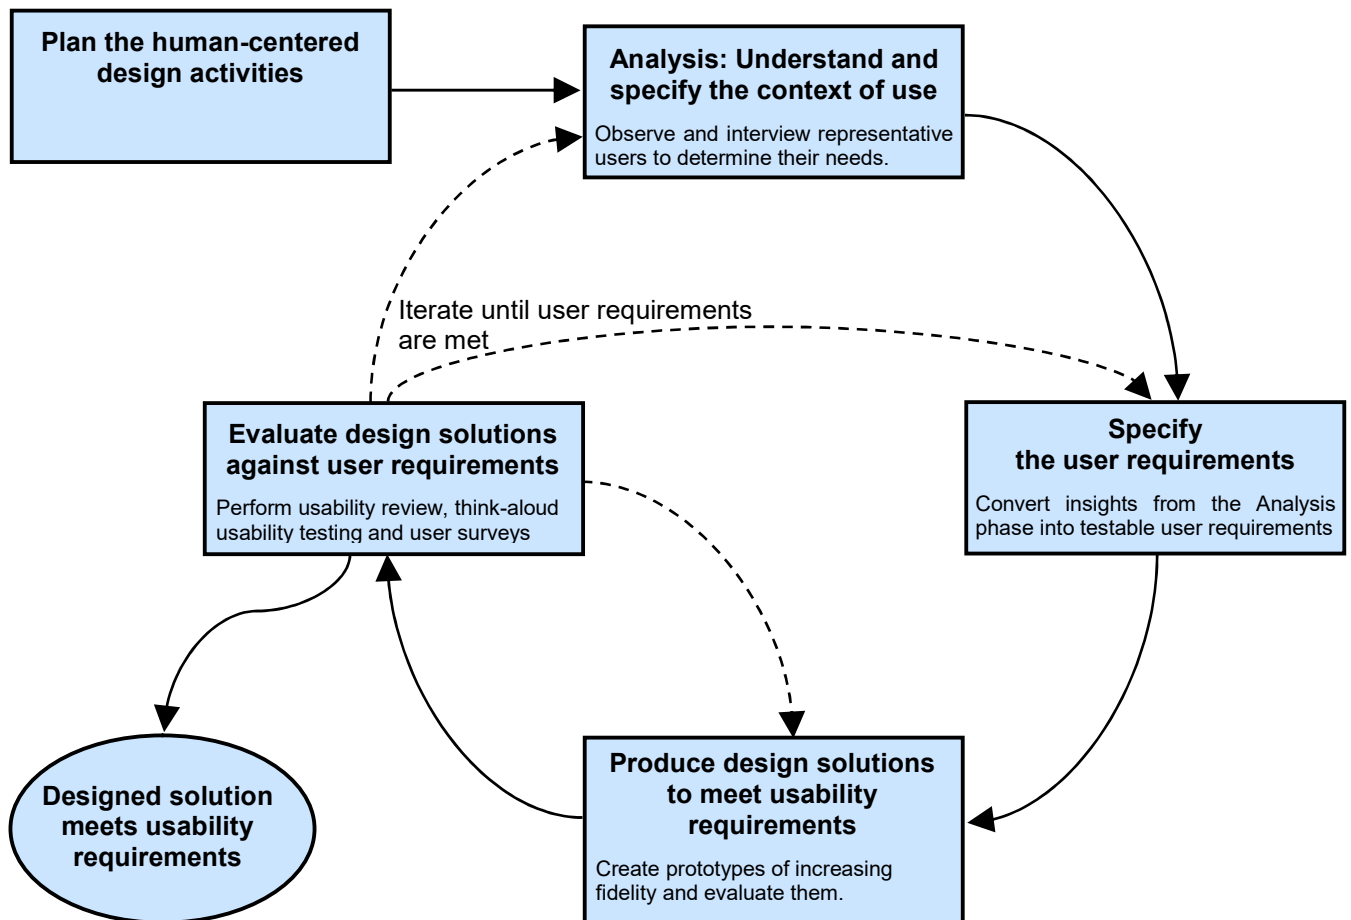 Plan the human-centered
design activities
Analysis: Understand and
specify the context of use
Observe and interview representative
users to determine their needs.
Iterate until user requirements
are met
Evaluate design solutions
against user requirements
Perform usability review, think-aloud
usability testing and user surveys
Specify
the user requirements
Convert insights from the Analysis
phase into testable user requirements
Designed solution
meets usability
requirements
Produce design solutions
to meet usability
requirements
Create prototypes of increasing
fidelity and evaluate them.